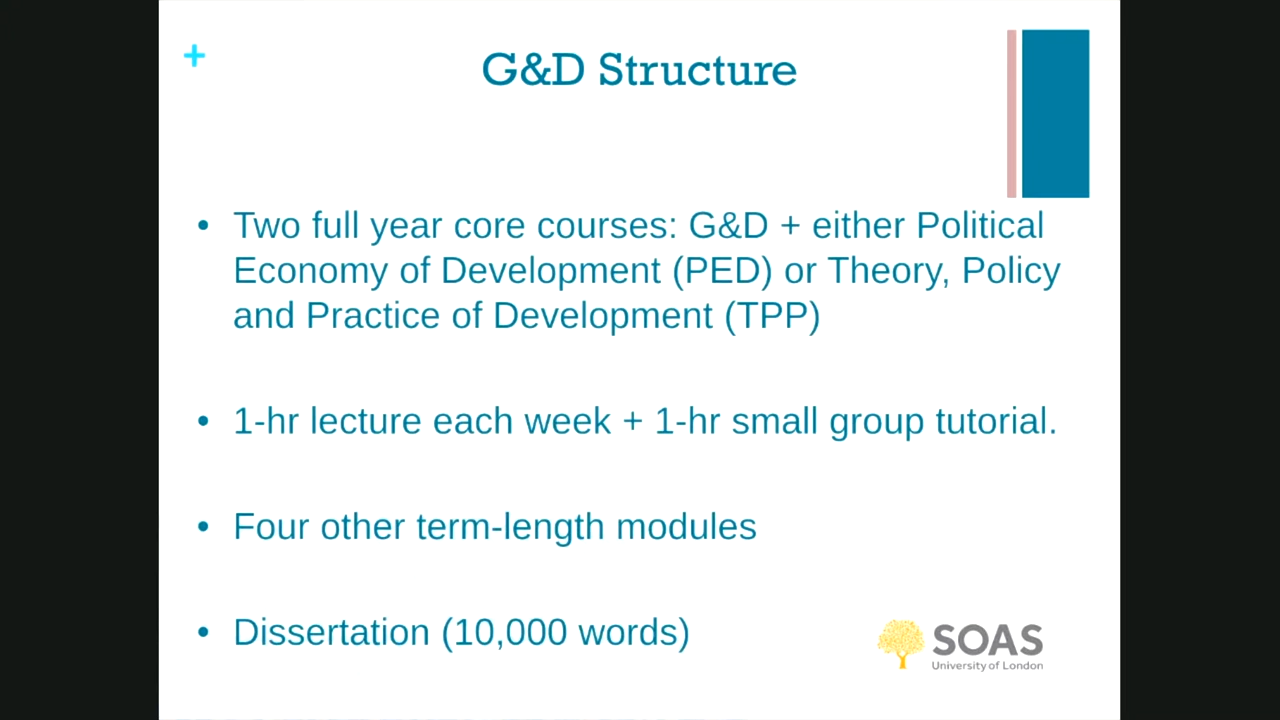 +
G&D Structure
• Two full year core courses: G&D + either Political
Economy of Development (PED) or Theory, Policy
and Practice of Development (TPP)
• 1-hr lecture each week + 1-hr small group tutorial.
• Four other term-length modules
• Dissertation (10,000 words)
SOAS
University of London